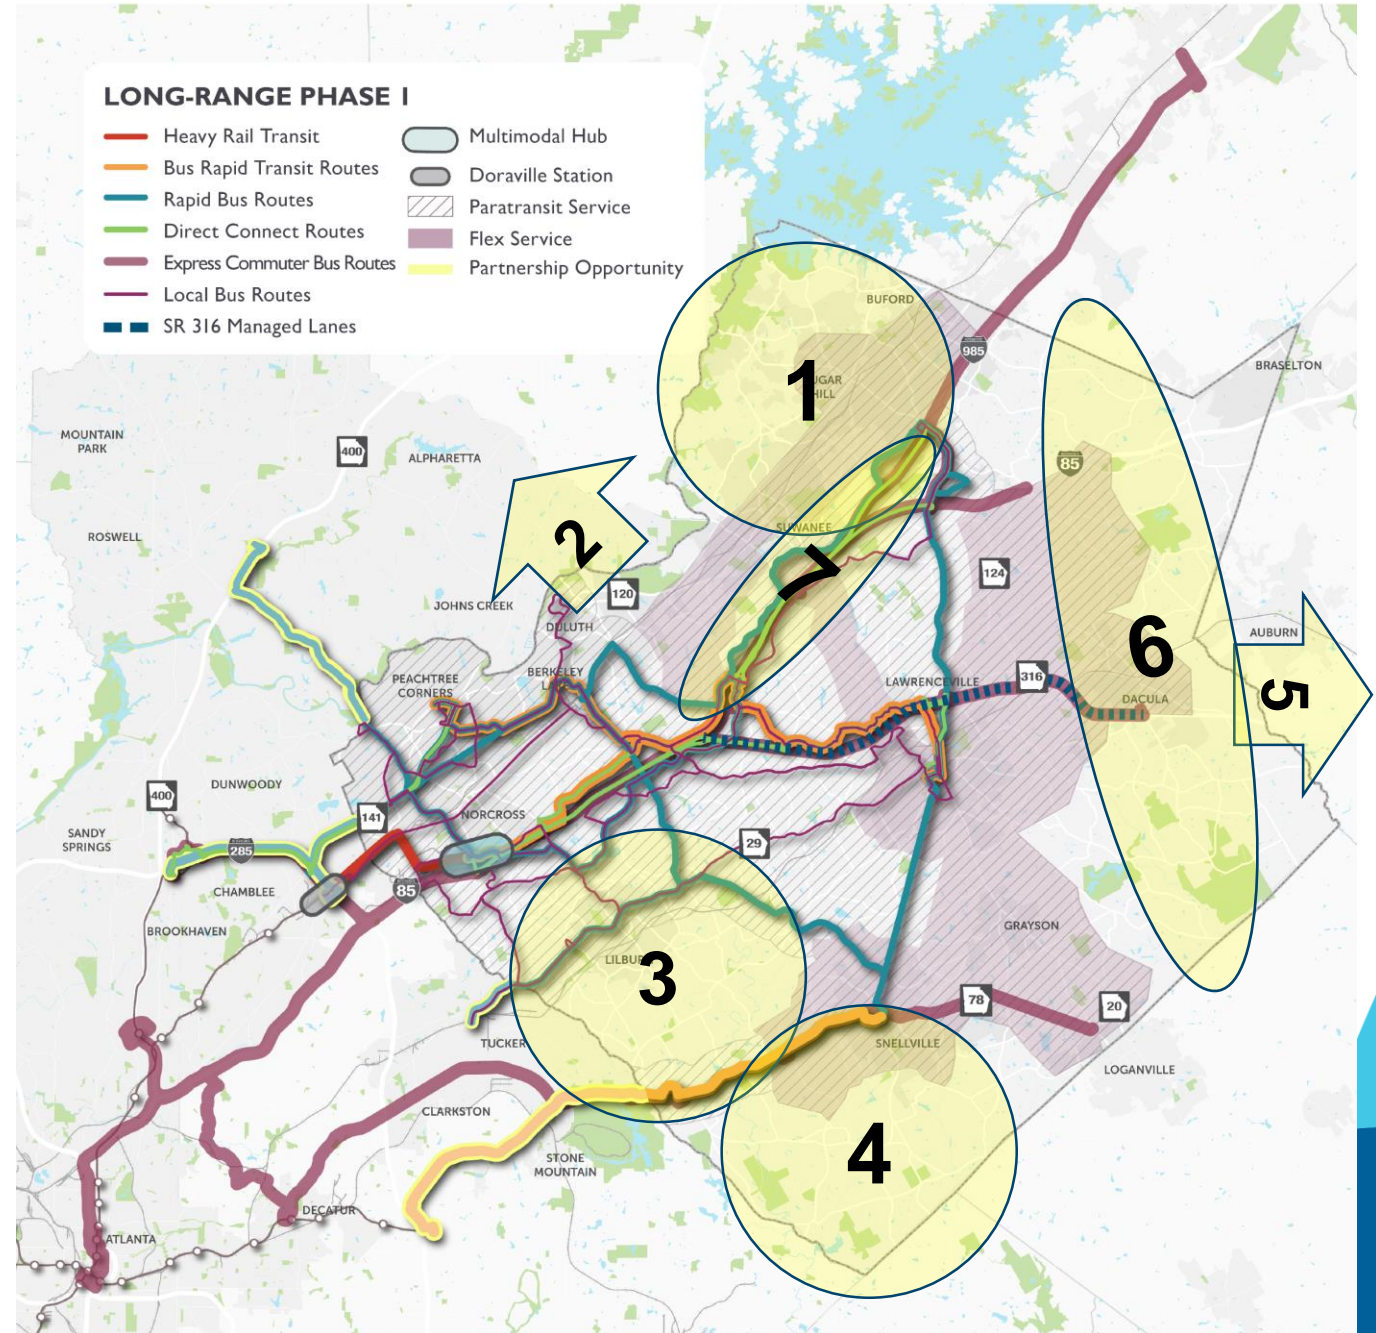 LONG-RANGE PHASE I
Heavy Rail Transit
Bus Rapid Transit Routes
Rapid Bus Routes
Direct Connect Routes
Express Commuter Bus Routes
Local Bus Routes
SR 316 Managed Lanes
Multimodal Hub
Doraville Station
Paratransit Service
Flex Service
Partnership Opportunity
BUFORD
985
BRASELTON
1
HILL
MOUNTAIN
PARK
400
ALPHARETTA
85
ROSWELL
2
SUWANEE
7
124
120
JOHNS CREEK
DULUTH
AUBURN
6
BERKELEY
PEACHTREE
CORNERS
LAWRENCEVILLE
316
DACULA
5
DUNWOODY
400
141
NORCROSS
SANDY
SPRINGS
285
29
CHAMBLEE
85
BROOKHAVEN
GRAYSON
3
78
20
TUCKER
SNELLVILLE
LOGANVILLE
CLARKSTON
4
STONE
MOUNTAIN
DECATUR
ATLANTA